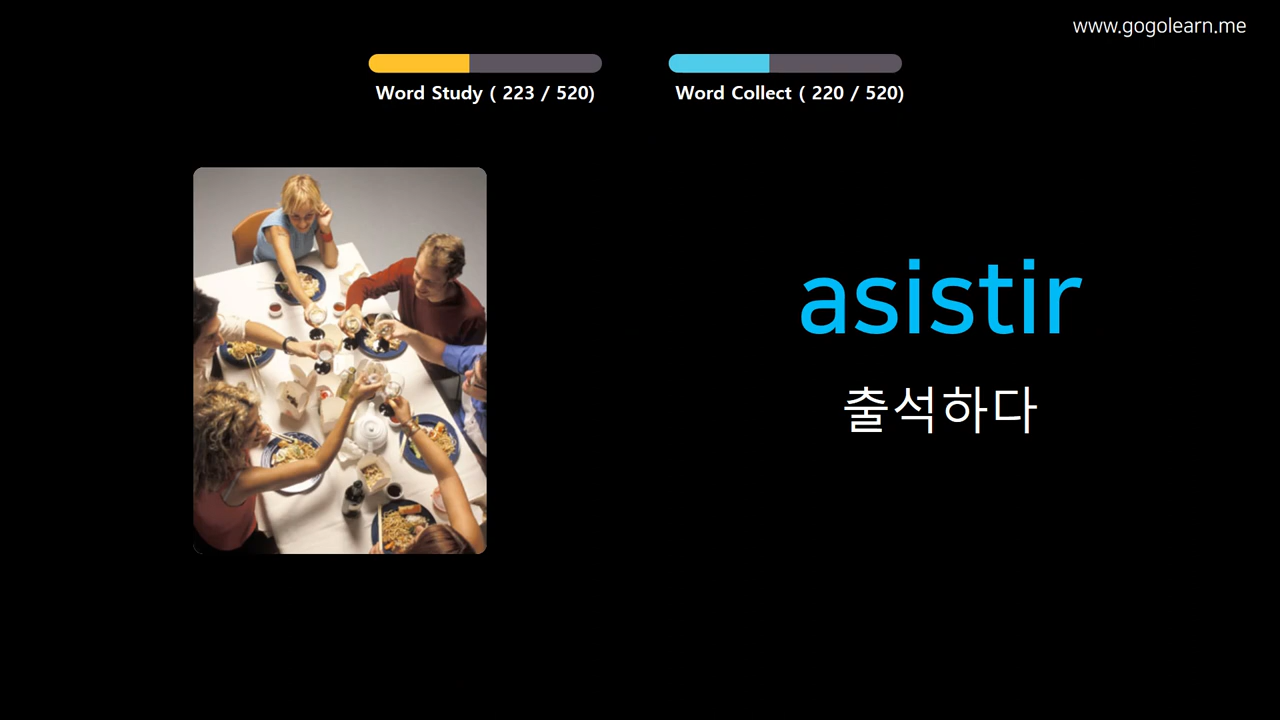 www.gogolearn.me
Word Study ( 223 / 520)
Word Collect ( 220 / 520)
asistir
출석하다